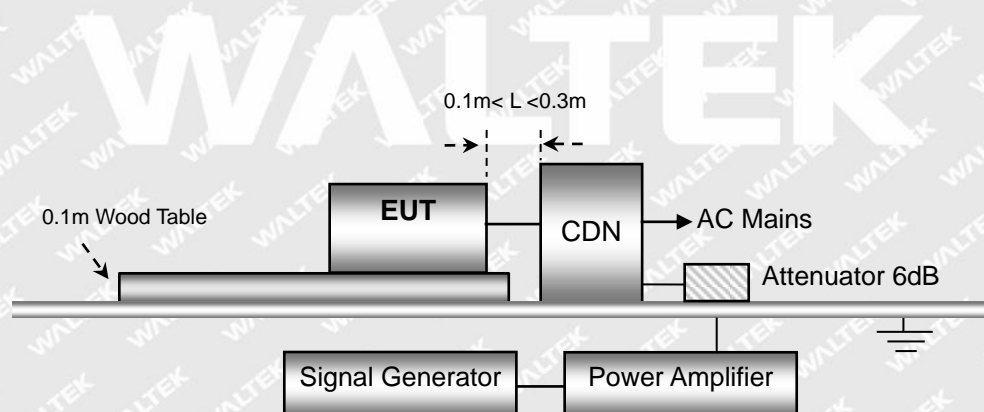 WALTEK
0.1m< L <0.3m
0.1m Wood Table
EUT
CDN
AC Mains
Attenuator 6dB
Signal Generator
Power Amplifier